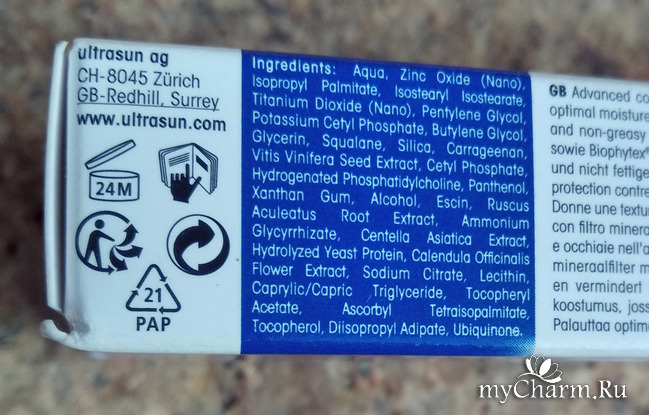 ultrasun ag
CH-8045 Zürich
GB-Redhill, Surrey
www.ultrasun.com
24M
21
PAP
Ingredients: Aqua, Zinc Oxide (Nano),
Isopropyl Palmitate, Isostearyl Isostearate,
Titanium Dioxide (Nano), Pentylene Glycol,
Potassium Cetyl Phosphate, Butylene Glycol,
Glycerin, Squalane, Silica, Carrageenan,
Vitis Vinifera Seed Extract, Cetyl Phosphate,
Hydrogenated Phosphatidylcholine, Panthenol,
Xanthan Gum, Alcohol, Escin, Ruscus
Aculeatus Root Extract, Ammonium
Glycyrrhizate, Centella Asiatica Extract,
Hydrolyzed Yeast Protein, Calendula Officinalis
Flower Extract, Sodium Citrate, Lecithin,
Caprylic/Capric Triglyceride, Tocopheryl
Acetate, Ascorbyl Tetraisopalmitate,
Tocopherol, Diisopropyl Adipate, Ubiquinone.
GB Advanced co
optimal moisture
and non-greasy
sowie Biophytex®
und nicht fettige
protection contre
Donne une textur
con filtro minera
e occhiaie nell'a
mineraalfilter m
en vermindert
koostumus, joss
Palauttaa optim
myCharm.Ru